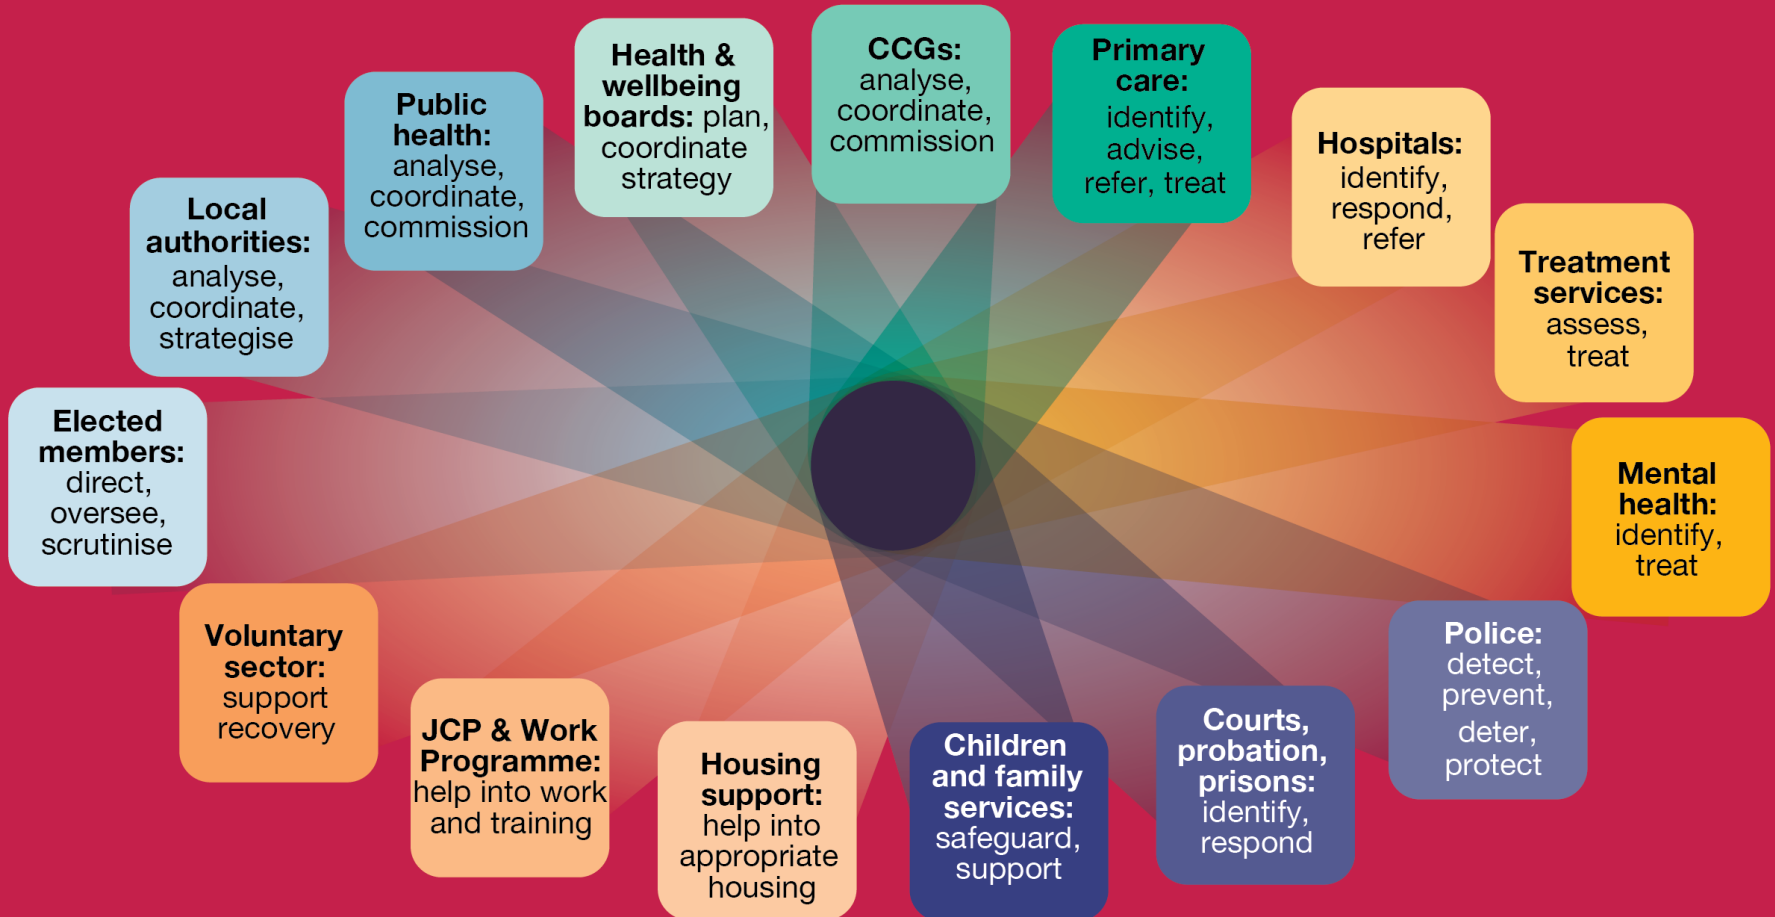 Health &
wellbeing
boards: plan,
coordinate
strategy
CCGs:
analyse,
coordinate,
commission
Primary
care:
identify,
advise,
refer, treat
Public
health:
analyse,
coordinate,
commission
Hospitals:
identify,
respond,
refer
Local
authorities:
analyse,
coordinate,
strategise
Treatment
services:
assess,
treat
Elected
members:
direct,
oversee,
scrutinise
Mental
health:
identify,
treat
Voluntary
sector:
support
recovery
Police:
detect,
prevent,
deter,
protect
JCP & Work
Programme:
help into work
and training
Housing
support:
help into
appropriate
housing
Children
and family
services:
safeguard,
support
Courts,
probation,
prisons:
identify,
respond